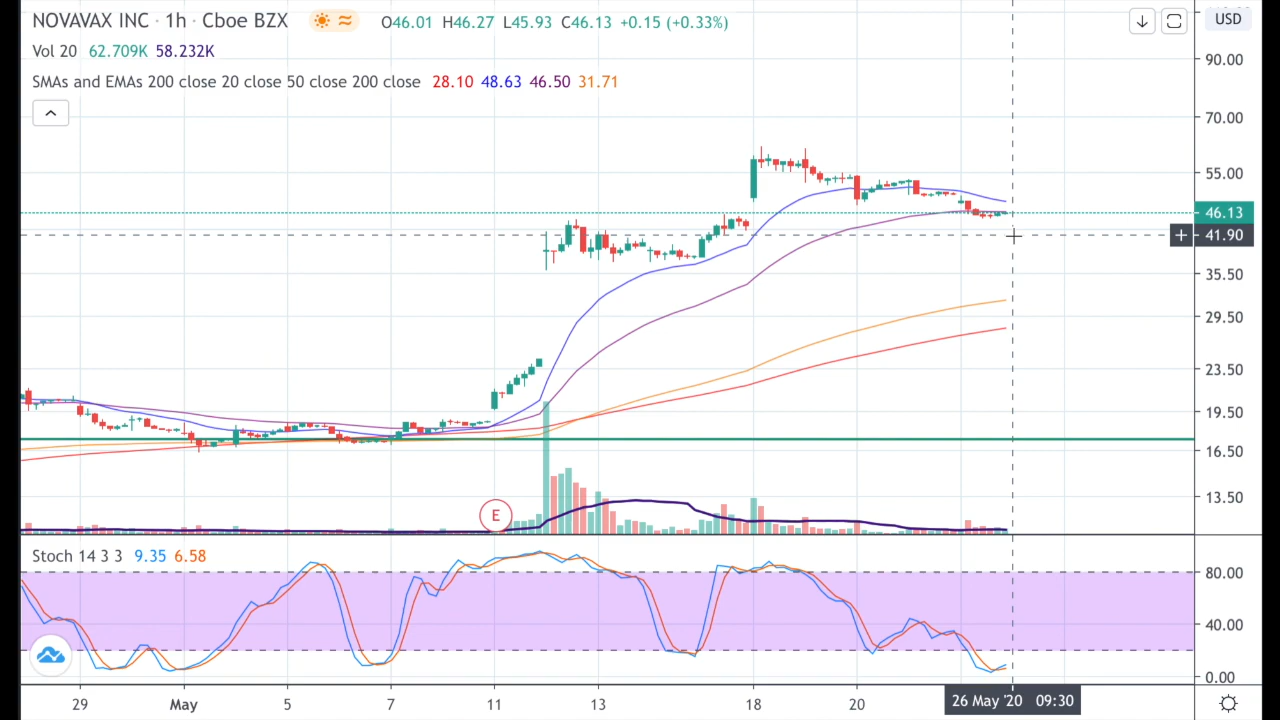 NOVAVAX INC · 1h · Cboe BZX O46.01 H46.27 L45.93 C46.13 +0.15 (+0.33%)
USD
Vol 20 62.709K 58.232K
SMAs and EMAs 200 close 20 close 50 close 200 close 28.10 48.63 46.50 31.71
90.00
70.00
55.00
46.13
+ 41.90
35.50
29.50
23.50
19.50
16.50
13.50
E
Stoch 14 3 3 9.35 6.58
80.00
40.00
0.00
29 May 5 7 11 13 18 20 26 May '20 09:30